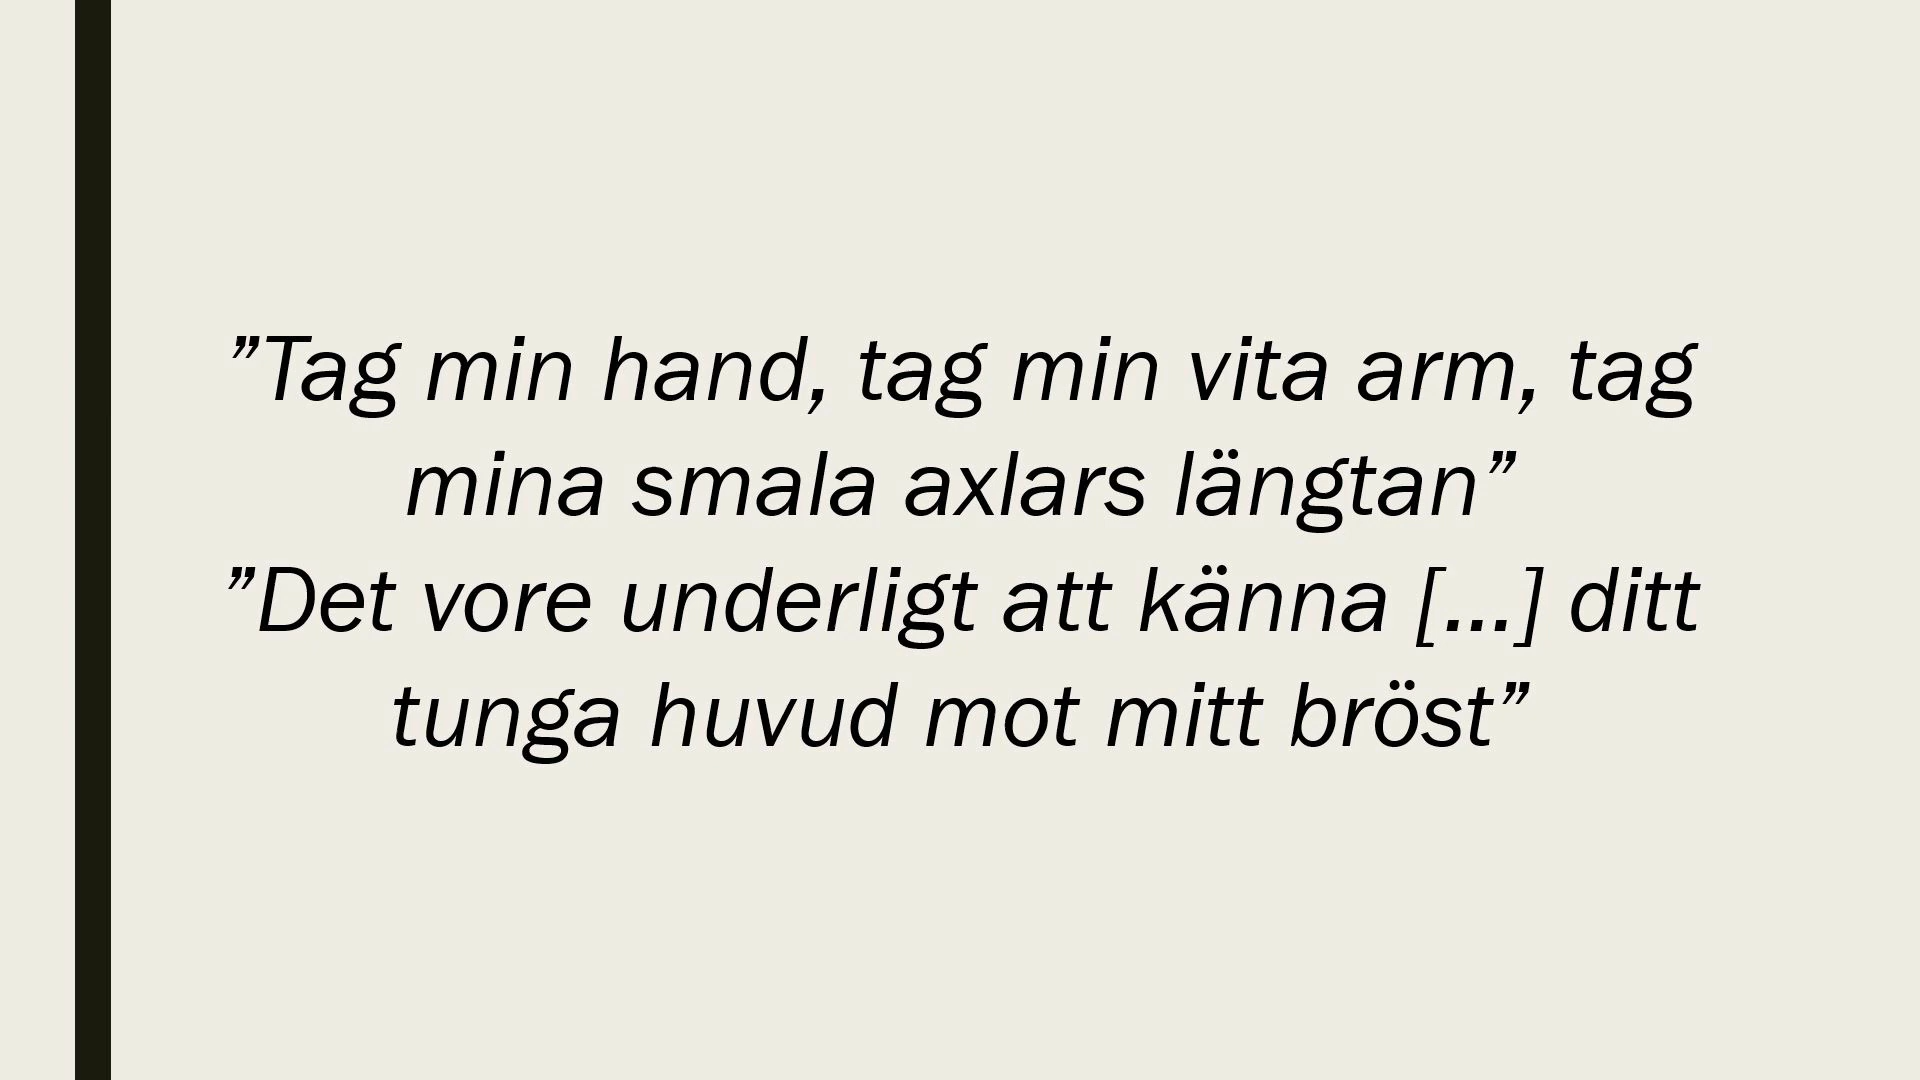 ”Tag min hand, tag min vita arm, tag
mina smala axlars längtan”
”Det vore underligt att känna [...] ditt
tunga huvud mot mitt bröst”